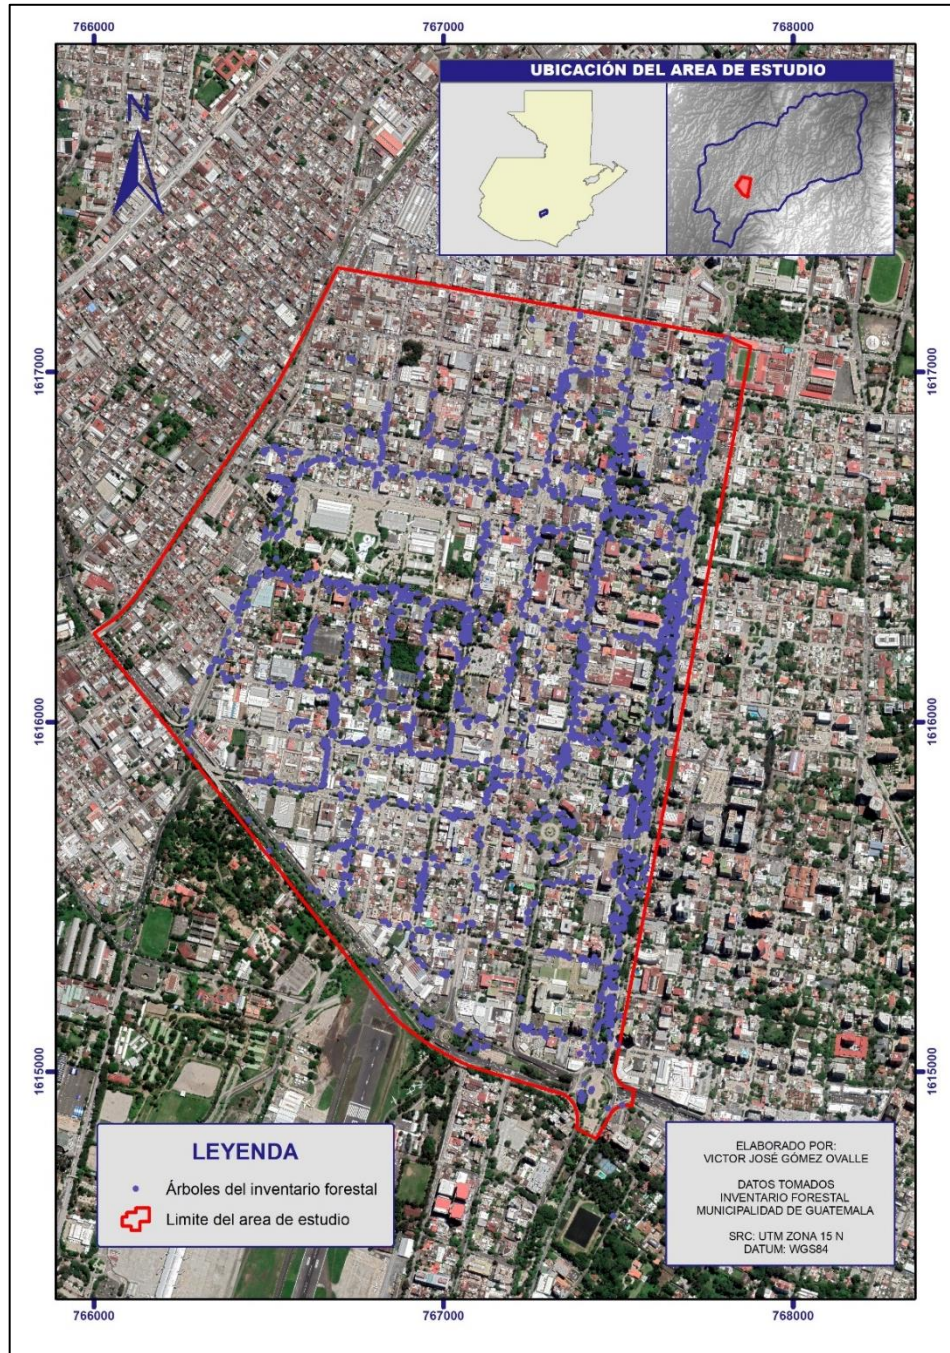 766000
767000
768000
UBICACIÓN DEL AREA DE ESTUDIO
N
1617000
1617000
1616000
1616000
1615000
1615000
LEYENDA
Árboles del inventario forestal
Limite del area de estudio
ELABORADO POR:
VICTOR JOSÉ GÓMEZ OVALLE
DATOS TOMADOS
INVENTARIO FORESTAL
MUNICIPALIDAD DE GUATEMALA
SRC: UTM ZONA 15 N
DATUM: WGS84
766000
767000
768000